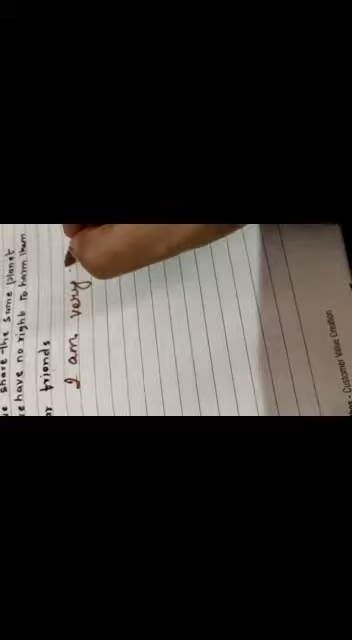 share the same planet
have no right to harm them
friends
I am very
- Customer Value Creation